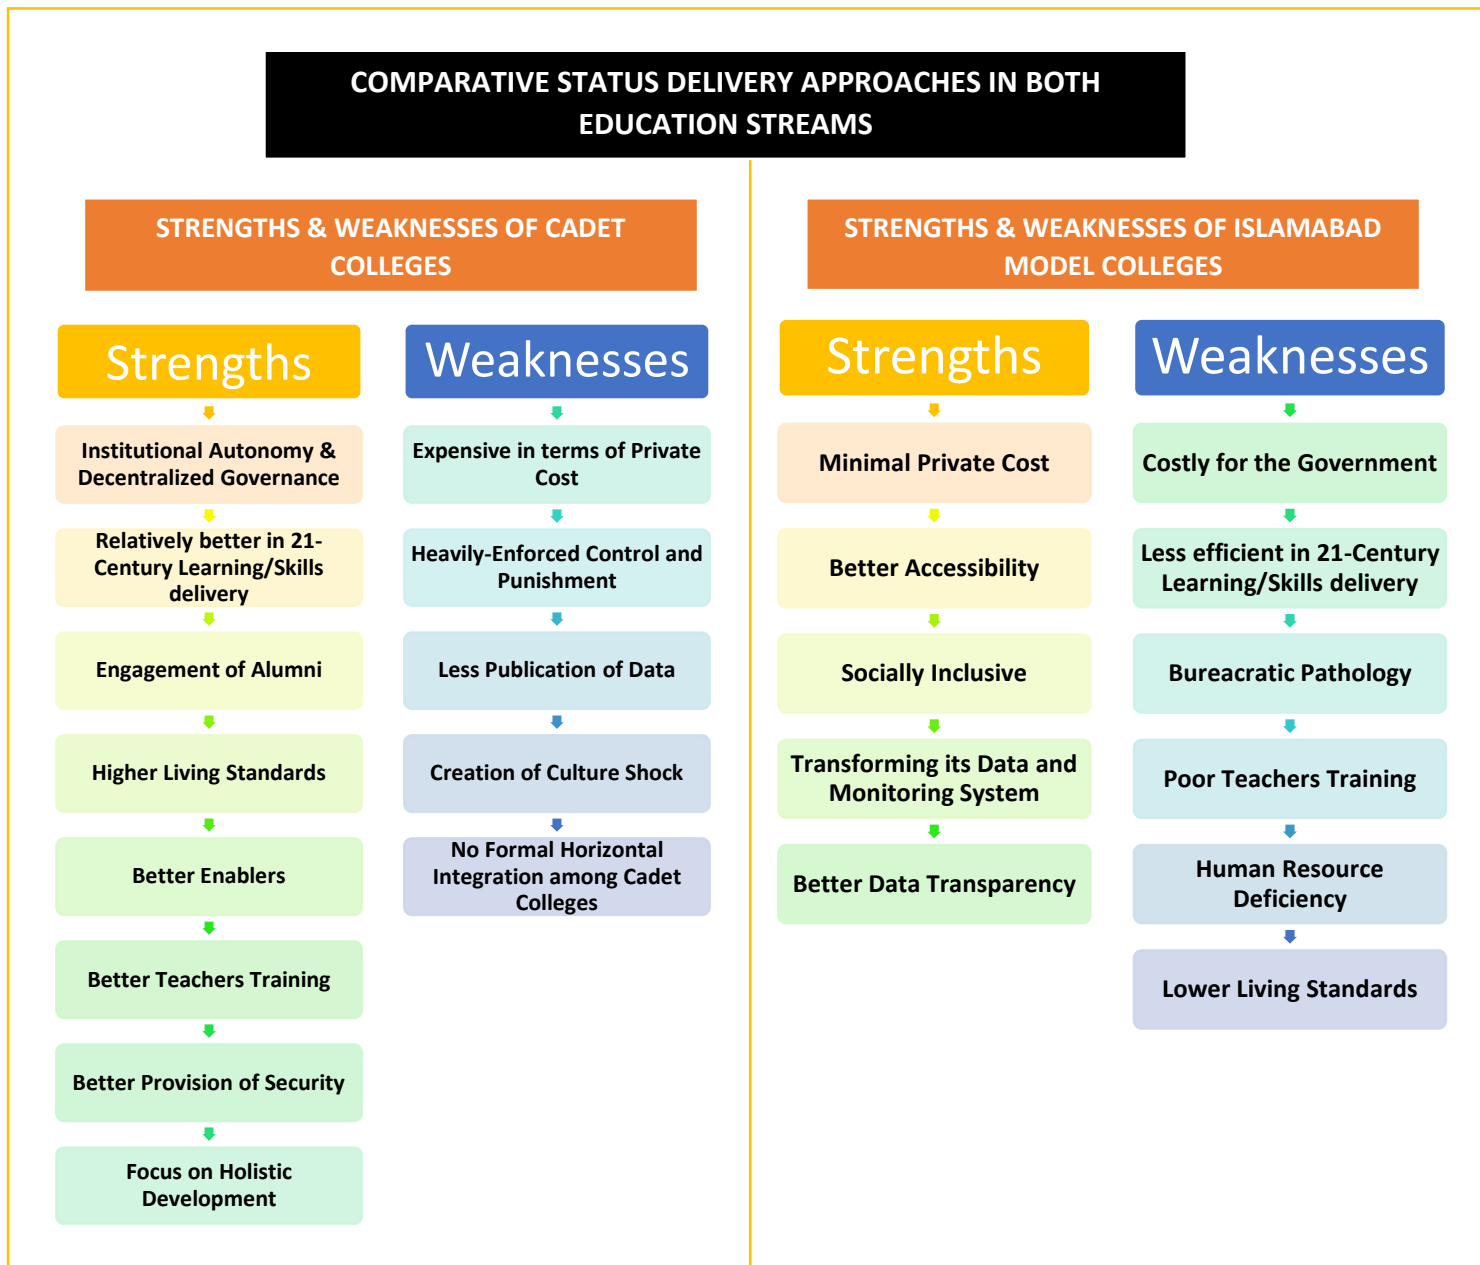 COMPARATIVE STATUS DELIVERY APPROACHES IN BOTH
EDUCATION STREAMS
STRENGTHS & WEAKNESSES OF CADET
COLLEGES
Strengths
Institutional Autonomy &
Decentralized Governance
Relatively better in 21-
Century Learning/Skills
delivery
Engagement of Alumni
Higher Living Standards
Better Enablers
Better Teachers Training
Better Provision of Security
Focus on Holistic
Development
Weaknesses
Expensive in terms of Private
Cost
Heavily-Enforced Control and
Punishment
Less Publication of Data
Creation of Culture Shock
No Formal Horizontal
Integration among Cadet
Colleges
STRENGTHS & WEAKNESSES OF ISLAMABAD
MODEL COLLEGES
Strengths
Minimal Private Cost
Better Accessibility
Socially Inclusive
Transforming its Data and
Monitoring System
Better Data Transparency
Weaknesses
Costly for the Government
Less efficient in 21-Century
Learning/Skills delivery
Bureacratic Pathology
Poor Teachers Training
Human Resource
Deficiency
Lower Living Standards